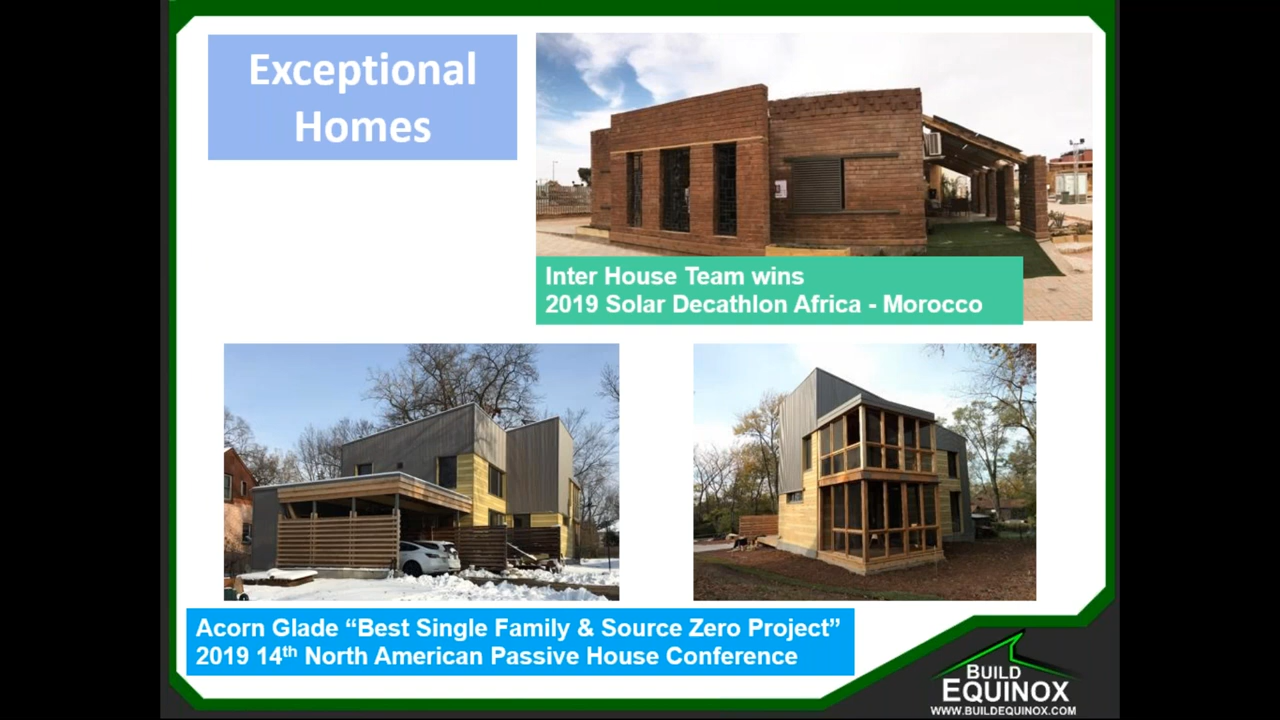 Exceptional
Homes
Inter House Team wins
2019 Solar Decathlon Africa - Morocco
Acorn Glade “Best Single Family & Source Zero Project”
2019 14th North American Passive House Conference
BUILD
EQUINOX
WWW.BUILDEQUINOX.COM